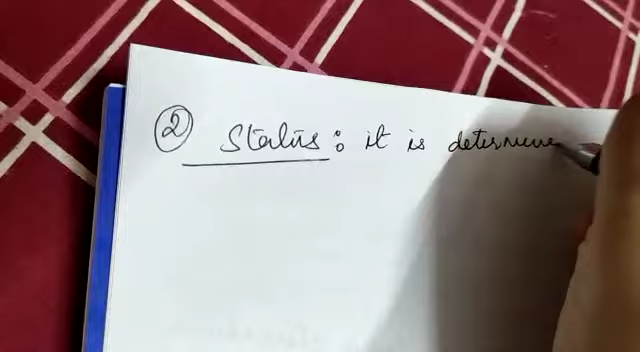 ② Status : it is determine